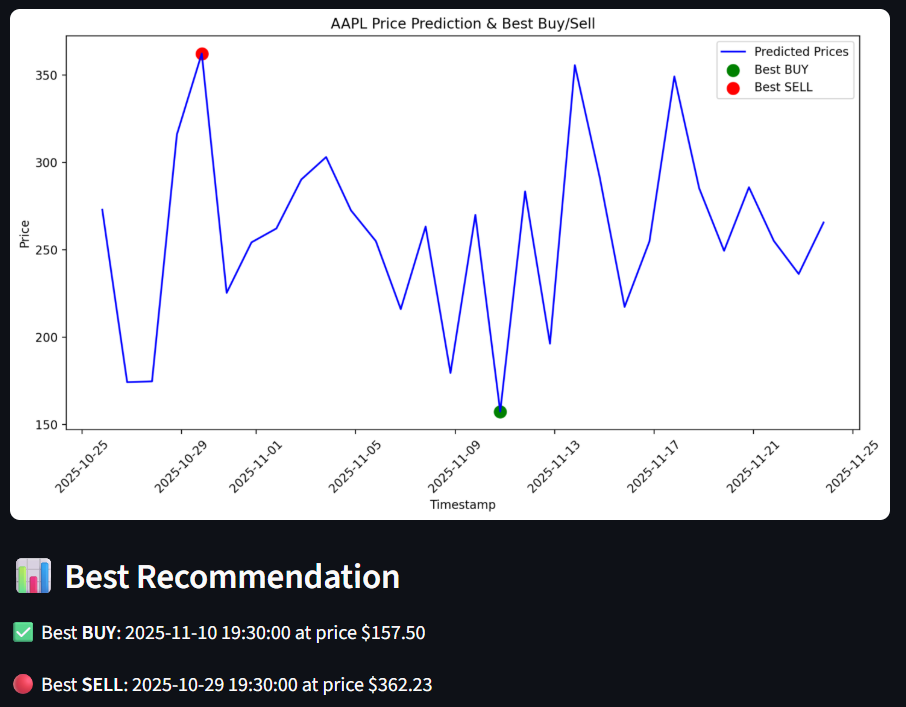 AAPL Price Prediction & Best Buy/Sell
Predicted Prices
Best BUY
Best SELL
Price
350
300
250
200
150
2025-10-25
2025-10-29
2025-11-01
2025-11-05
2025-11-09
2025-11-13
2025-11-17
2025-11-21
2025-11-25
Timestamp
Best Recommendation
Best BUY: 2025-11-10 19:30:00 at price $157.50
Best SELL: 2025-10-29 19:30:00 at price $362.23